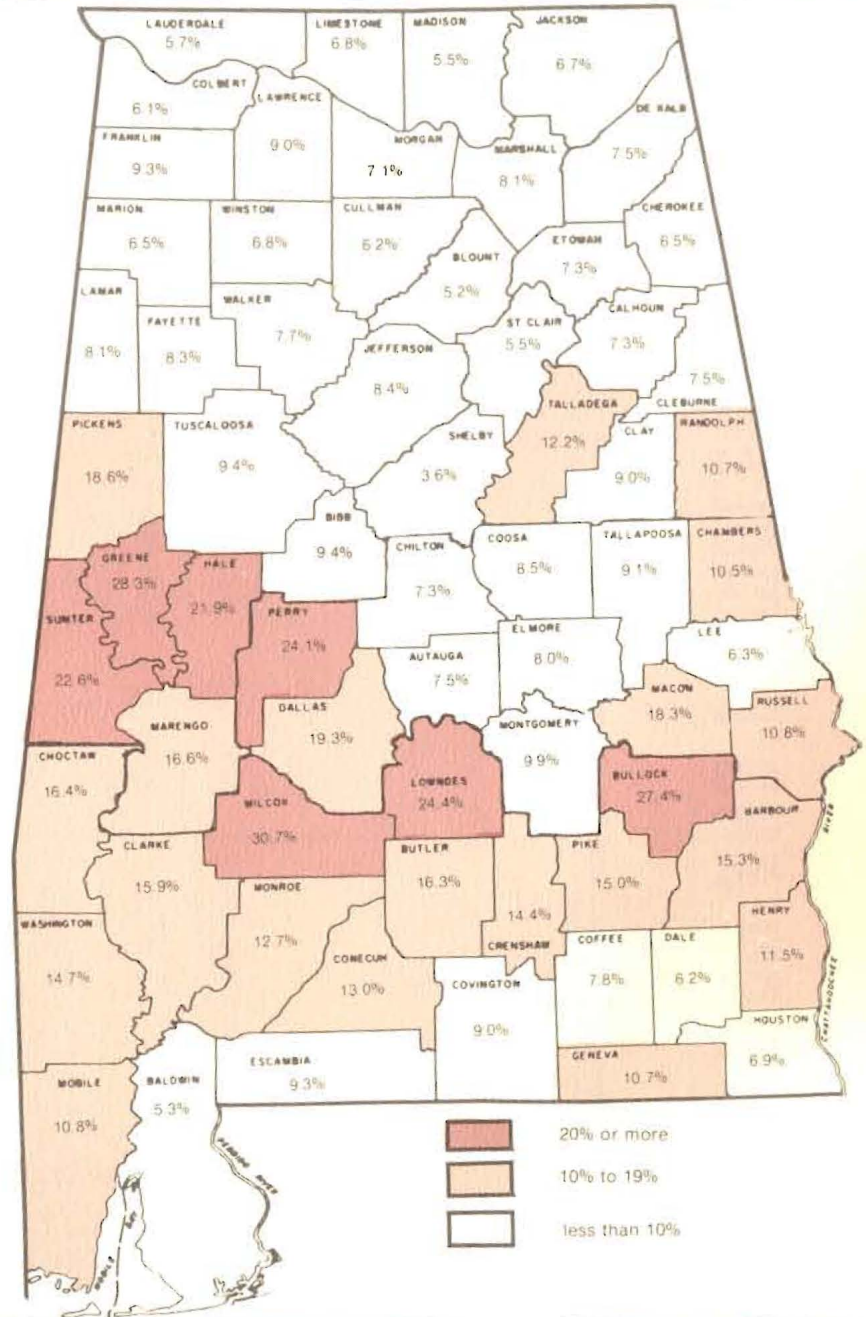 LAUDERDALE
5.7%
LIMESTONE
6.8%
MADISON
5.5%
JACKSON
6.7%
COLBERT
6.1%
LAWRENCE
9.0%
FRANKLIN
9.3%
MORGAN
7.1%
MARSHALL
8.1%
DE KALB
7.5%
MARION
6.5%
WINSTON
6.8%
CULLMAN
6.2%
BLOUNT
5.2%
ETOWAH
7.3%
CHEROKEE
6.5%
LAMAR
8.1%
FAYETTE
8.3%
WALKER
7.7%
JEFFERSON
8.4%
ST CLAIR
5.5%
CALHOUN
7.3%
7.5%
CLEBURNE
PICKENS
18.6%
TUSCALOOSA
9.4%
SHELBY
3.6%
TALLADEGA
12.2%
CLAY
9.0%
RANDOLPH
10.7%
BIBB
9.4%
CHILTON
7.3%
COOSA
8.5%
TALLAPOOSA
9.1%
CHAMBERS
10.5%
GREENE
28.3%
HALE
21.9%
SUMTER
22.6%
PERRY
24.1%
AUTAUGA
7.5%
ELMORE
8.0%
LEE
6.3%
MACON
18.3%
RUSSELL
10.8%
MARENGO
16.6%
DALLAS
19.3%
MONTGOMERY
9.9%
CHOCTAW
16.4%
WILCOX
30.7%
LOWNDES
24.4%
BULLOCK
27.4%
BARBOUR
15.3%
CLARKE
15.9%
BUTLER
16.3%
PIKE
15.0%
MONROE
12.7%
14.4%
CRENSHAW
HENRY
11.5%
WASHINGTON
14.7%
CONECUH
13.0%
COVINGTON
9.0%
COFFEE
7.8%
DALE
6.2%
HOUSTON
6.9%
ESCAMBIA
9.3%
GENEVA
10.7%
MOBILE
10.8%
BALDWIN
5.3%
CHATTAHOOCHEE
RIVER
PERDIDO RIVER
MOBILE
BAY
20% or more
10% to 19%
less than 10%